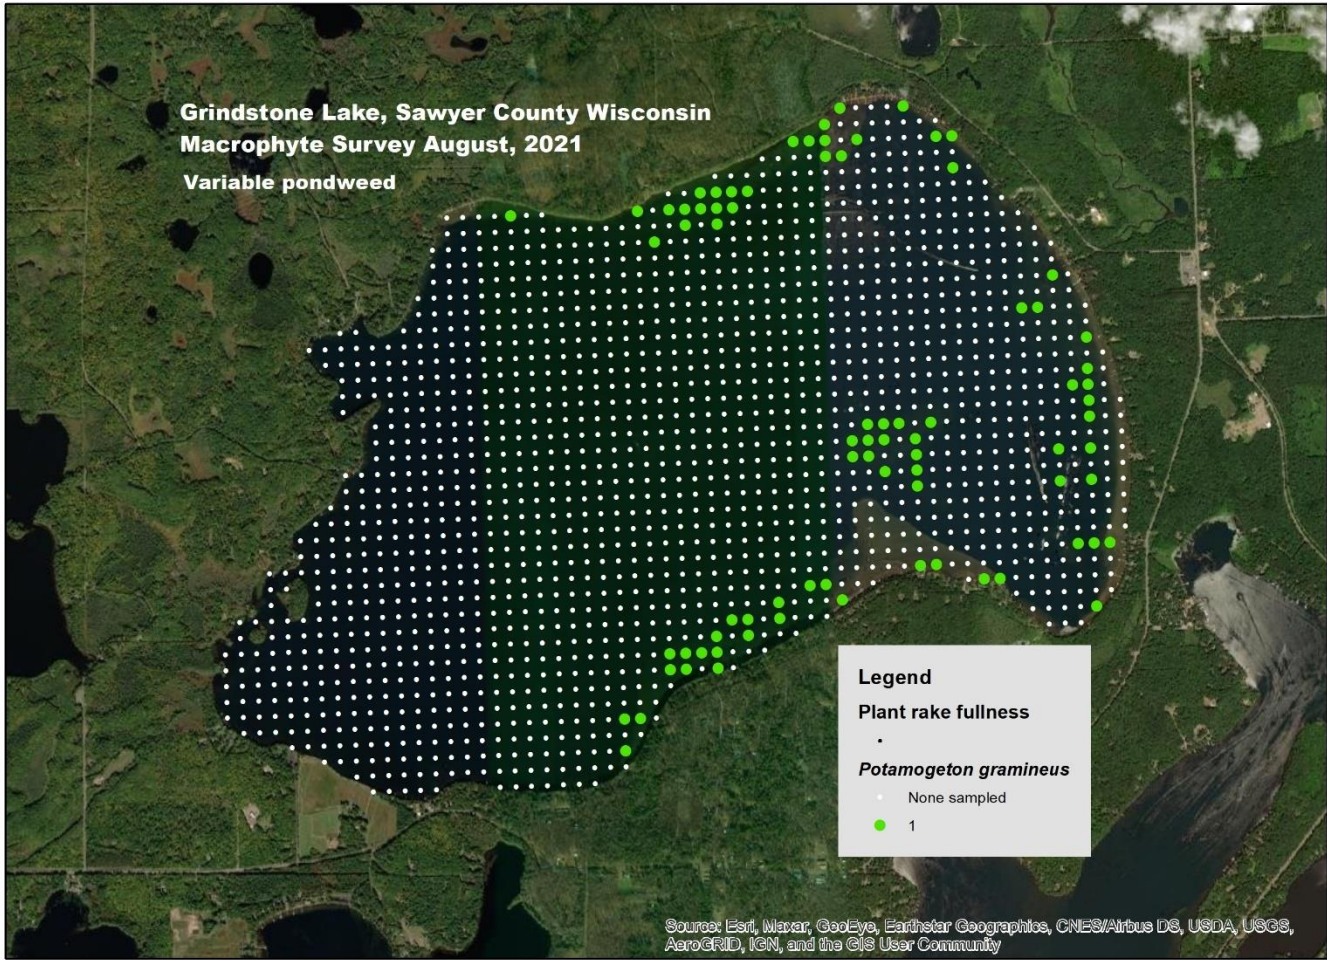 Grindstone Lake, Sawyer County Wisconsin
Macrophyte Survey August, 2021
Variable pondweed
Legend
Plant rake fullness
Potamogeton gramineus
None sampled
1
Source: Esri, Maxar, GeoEye, Earthstar Geographics, CNES/Airbus DS, USDA, USGS,
AeroGRID, IGN, and the GIS User Community